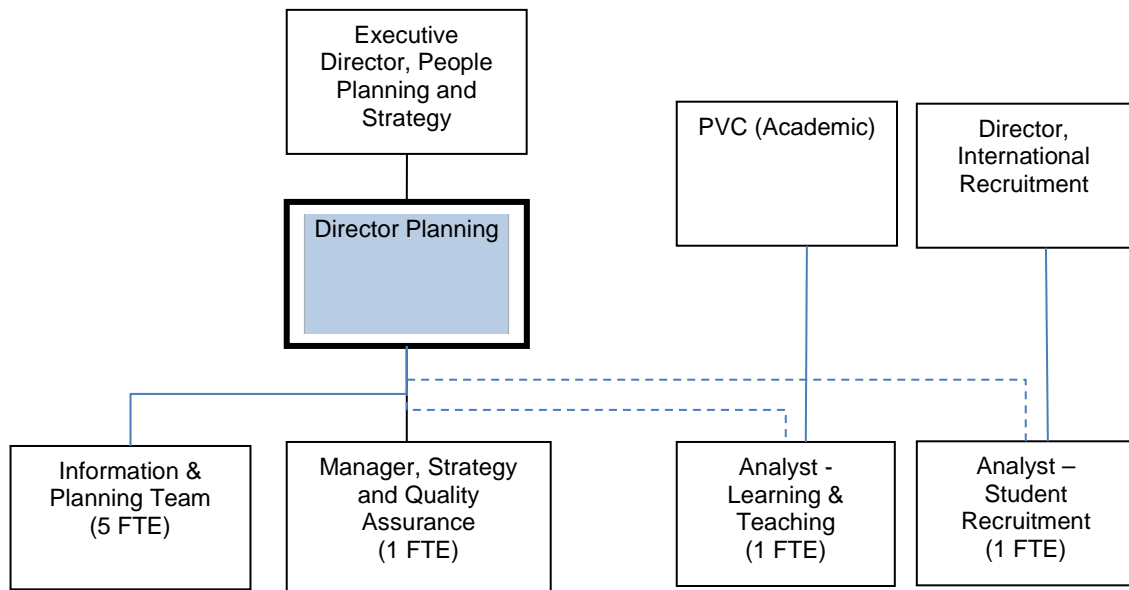 Executive
Director, People
Planning and
Strategy
PVC (Academic)
Director,
International
Recruitment
Director Planning
Information &
Planning Team
(5 FTE)
Manager, Strategy
and Quality
Assurance
(1 FTE)
Analyst -
Learning &
Teaching
(1 FTE)
Analyst –
Student
Recruitment
(1 FTE)